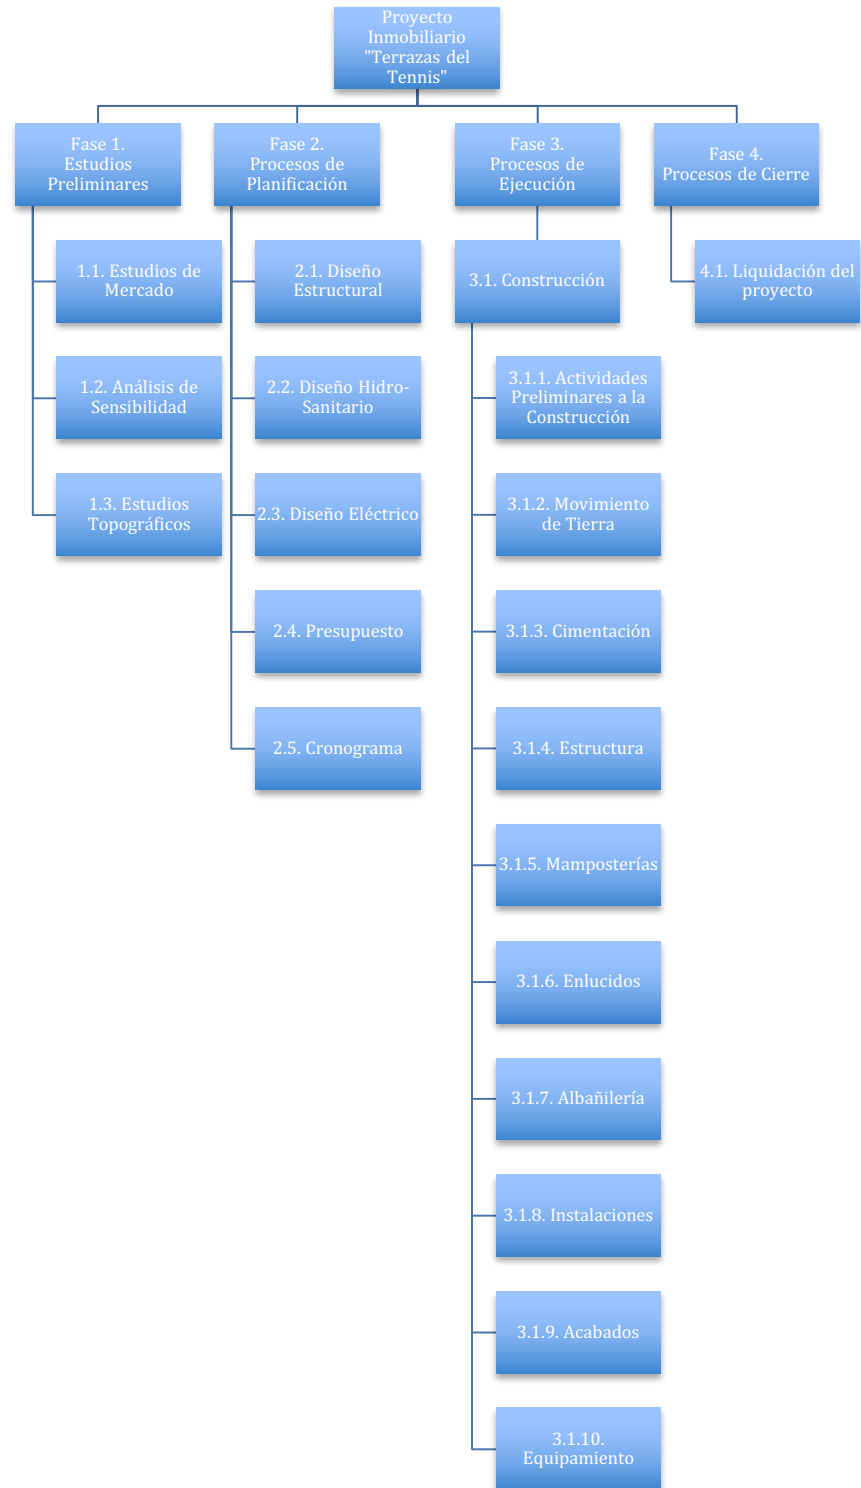 Proyecto
Inmobiliario
"Terrazas del
Tennis"
Fase 1.
Estudios
Preliminares
Fase 2.
Procesos de
Planificación
Fase 3.
Procesos de
Ejecución
Fase 4.
Procesos de Cierre
1.1. Estudios de
Mercado
1.2. Análisis de
Sensibilidad
1.3. Estudios
Topográficos
2.1. Diseño
Estructural
2.2. Diseño Hidro-
Sanitario
2.3. Diseño Eléctrico
2.4. Presupuesto
2.5. Cronograma
3.1. Construcción
3.1.1. Actividades
Preliminares a la
Construcción
3.1.2. Movimiento
de Tierra
3.1.3. Cimentación
3.1.4. Estructura
3.1.5. Mamposterías
3.1.6. Enlucidos
3.1.7. Albañilería
3.1.8. Instalaciones
3.1.9. Acabados
3.1.10.
Equipamiento
4.1. Liquidación del
proyecto